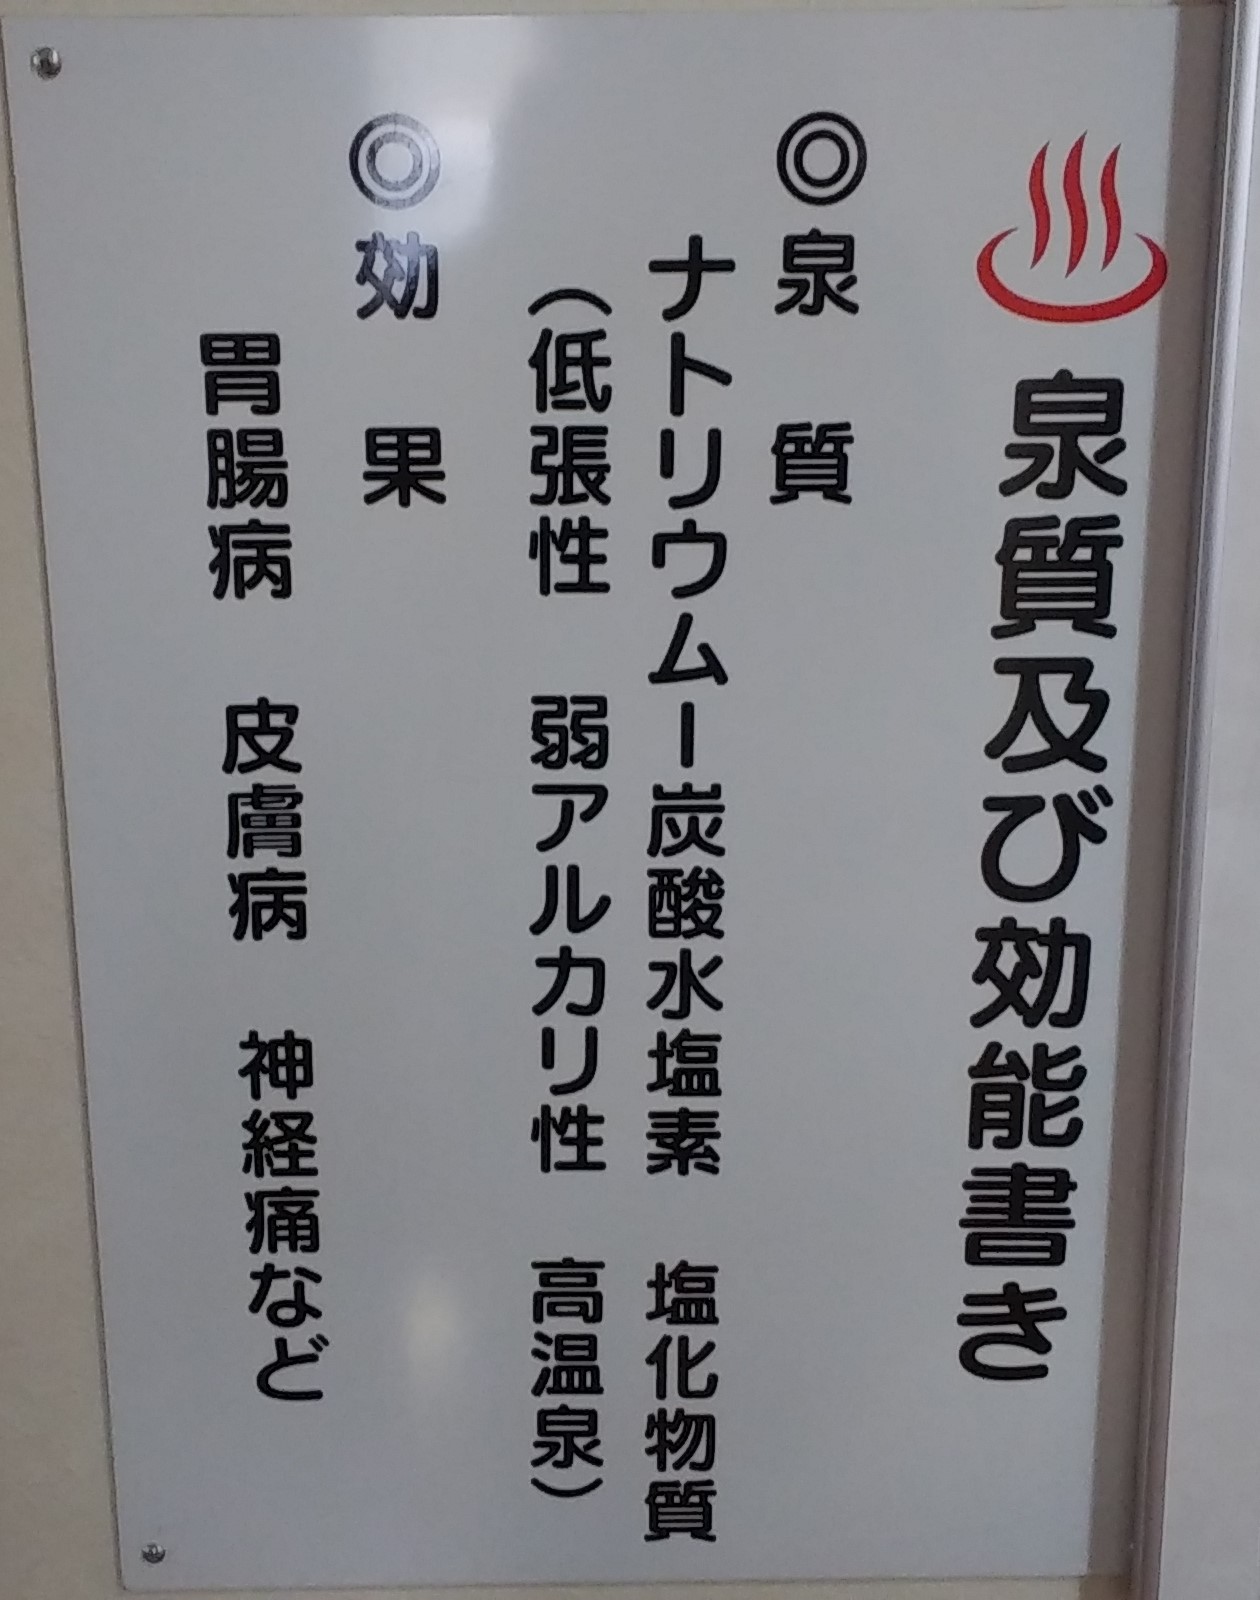 ♨ 泉質及び効能書き
◎泉 質
ナトリウムー炭酸水塩素 塩化物質
(低張性 弱アルカリ性 高温泉)
◎効 果
胃腸病 皮膚病 神経痛など